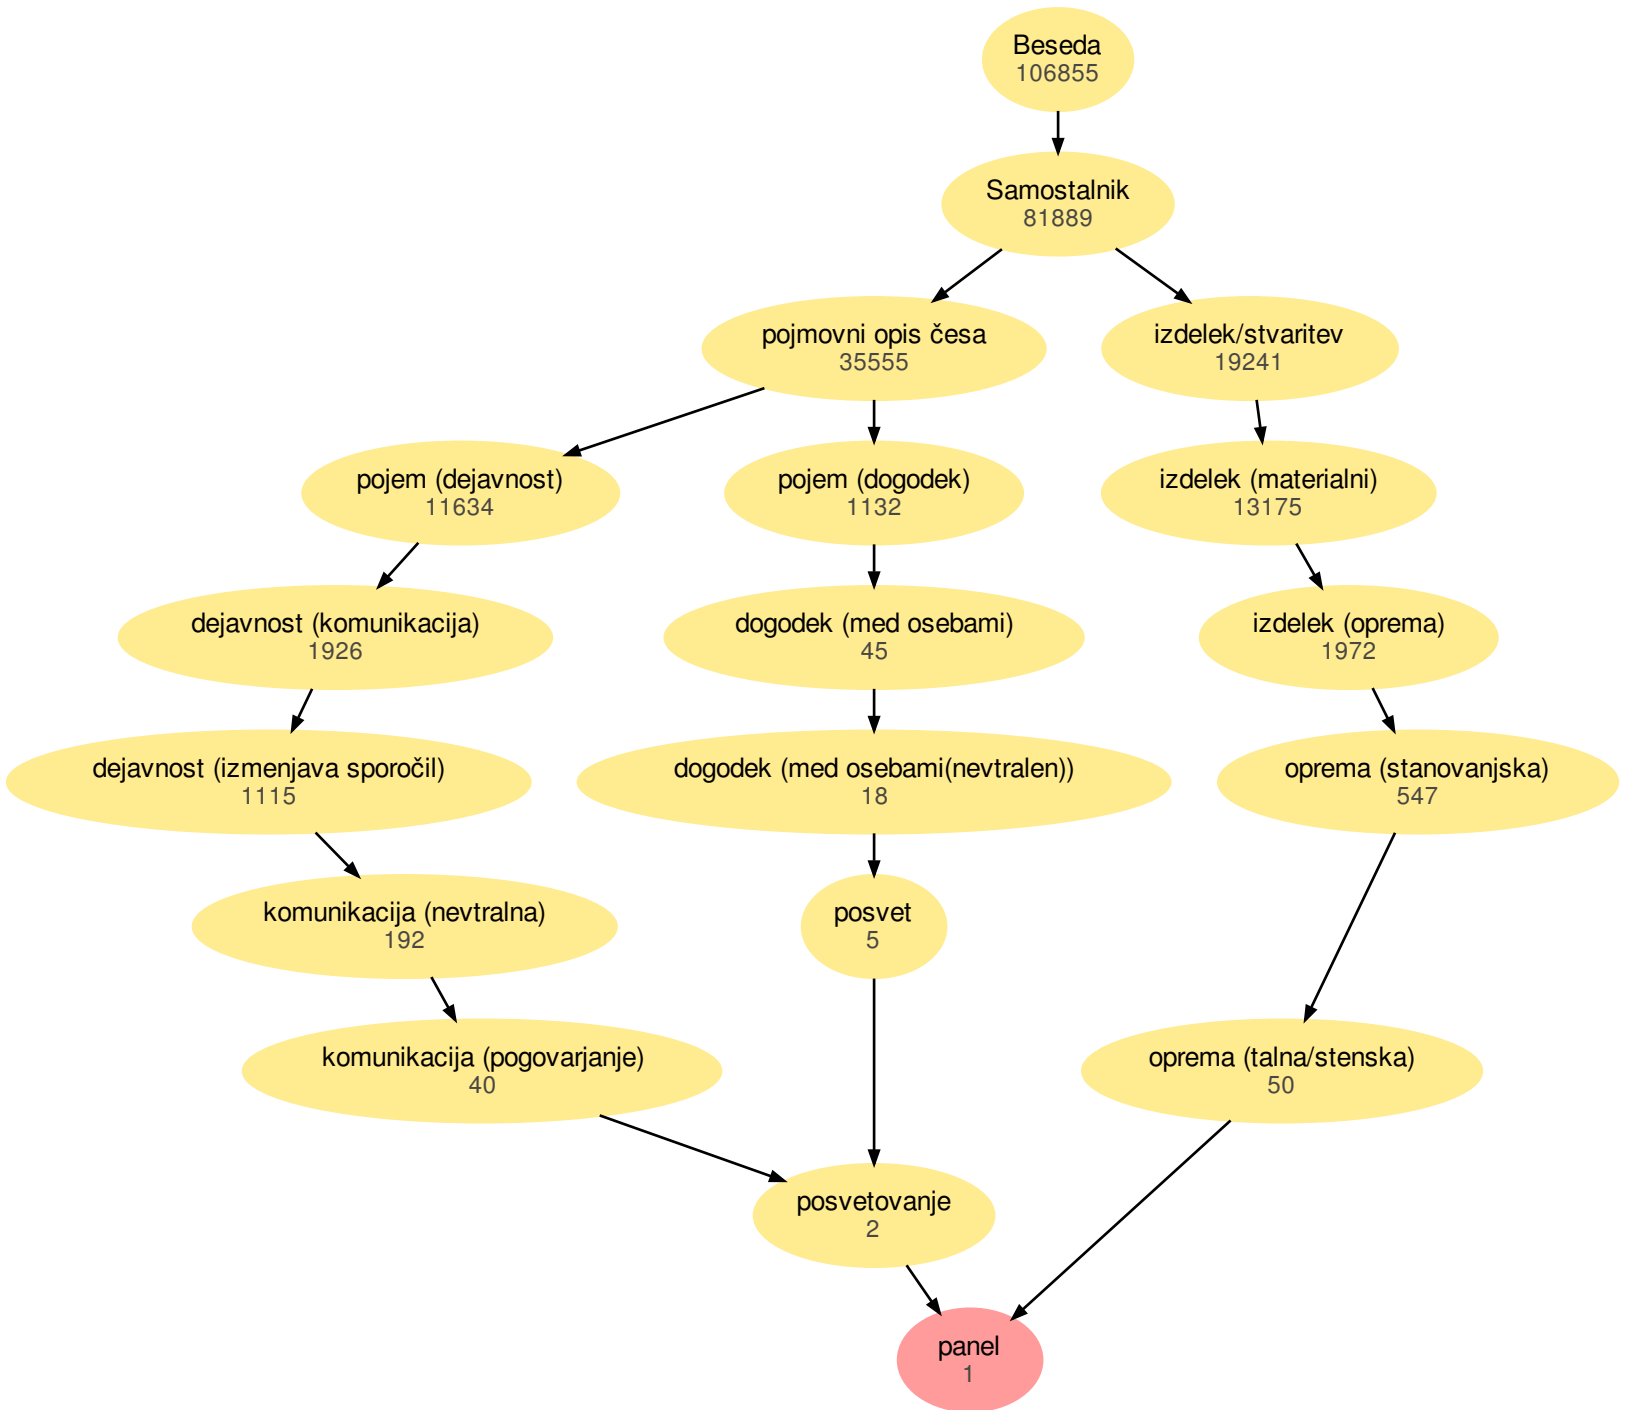 Beseda
106855
Samostalnik
81889
pojmovni opis česa
35555
izdelek/stvaritev
19241
pojem (dejavnost)
11634
pojem (dogodek)
1132
izdelek (materialni)
13175
dejavnost (komunikacija)
1926
dogodek (med osebami)
45
izdelek (oprema)
1972
dejavnost (izmenjava sporočil)
1115
dogodek (med osebami(nevtralen))
18
oprema (stanovanjska)
547
komunikacija (nevtralna)
192
posvet
5
komunikacija (pogovarjanje)
40
oprema (talna/stenska)
50
posvetovanje
2
panel
1